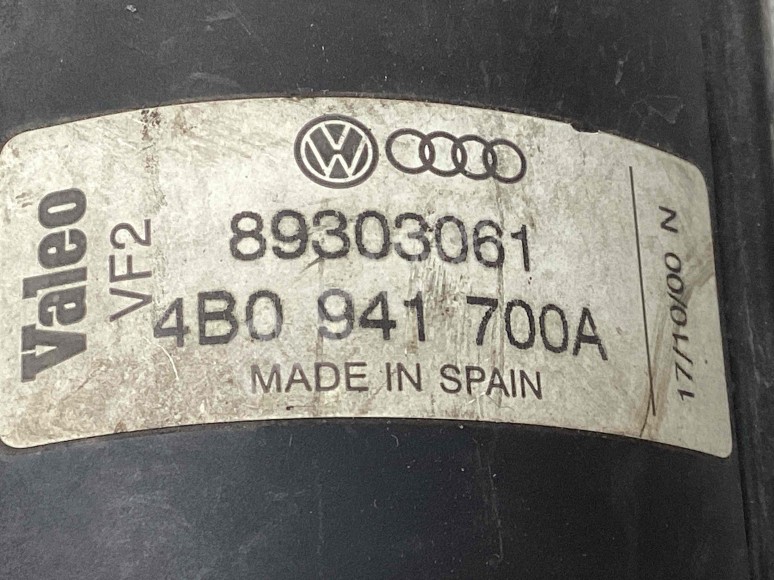 Valeo
VF2
89303061
4B0 941 700A
MADE IN SPAIN
17/10/00 N